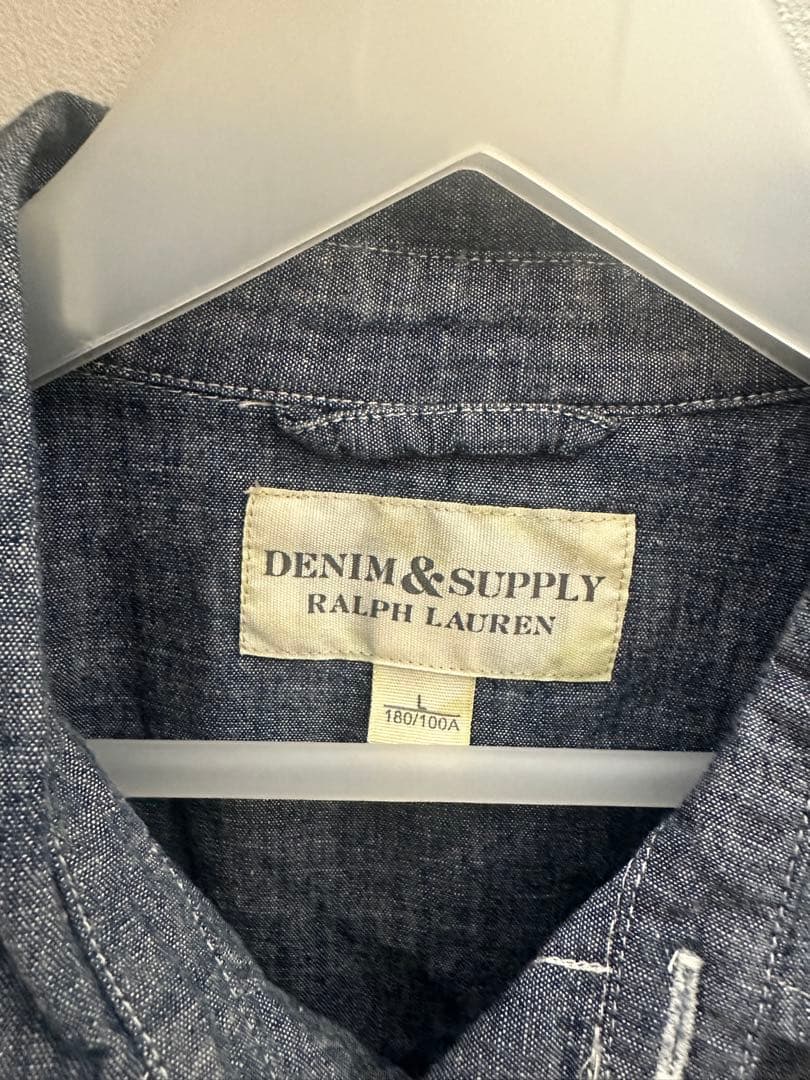 DENIM&SUPPLY
RALPH LAUREN
L
180/100A